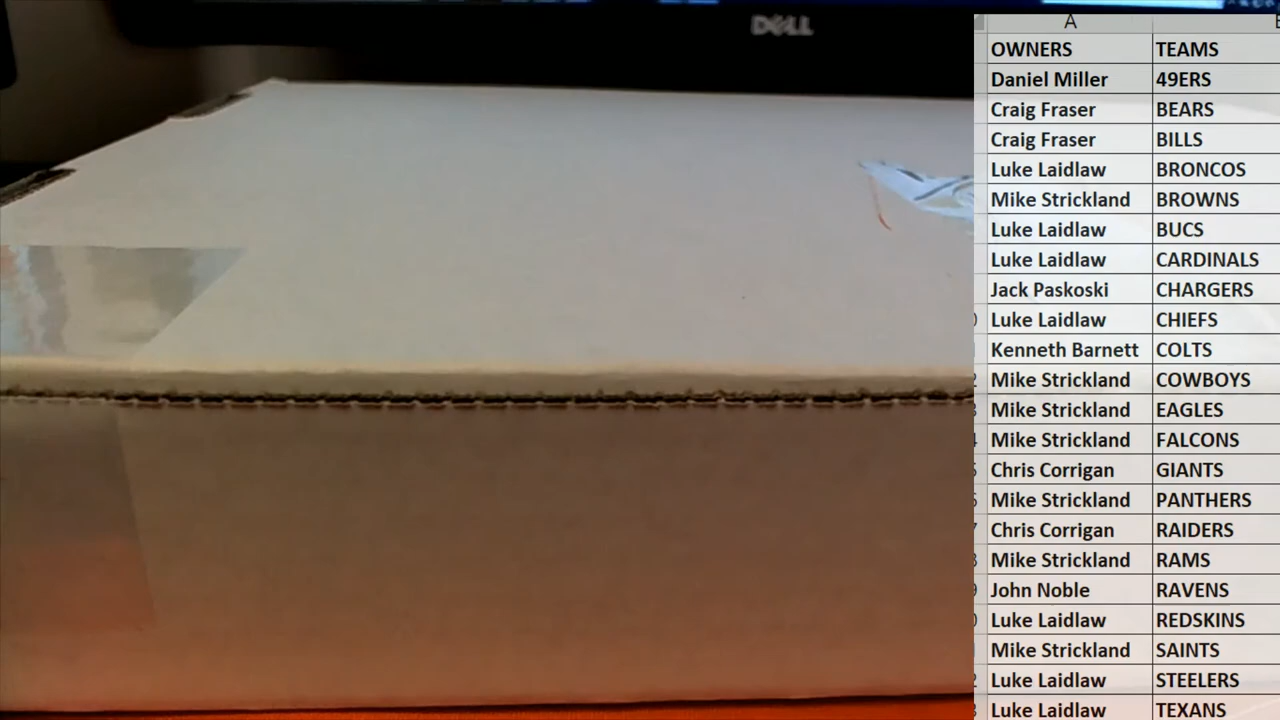 DELL
A
OWNERS TEAMS
Daniel Miller 49ERS
Craig Fraser BEARS
Craig Fraser BILLS
Luke Laidlaw BRONCOS
Mike Strickland BROWNS
Luke Laidlaw BUCS
Luke Laidlaw CARDINALS
Jack Paskoski CHARGERS
Luke Laidlaw CHIEFS
Kenneth Barnett COLTS
Mike Strickland COWBOYS
Mike Strickland EAGLES
Mike Strickland FALCONS
Chris Corrigan GIANTS
Mike Strickland PANTHERS
Chris Corrigan RAIDERS
Mike Strickland RAMS
John Noble RAVENS
Luke Laidlaw REDSKINS
Mike Strickland SAINTS
Luke Laidlaw STEELERS
Luke Laidlaw TEXANS